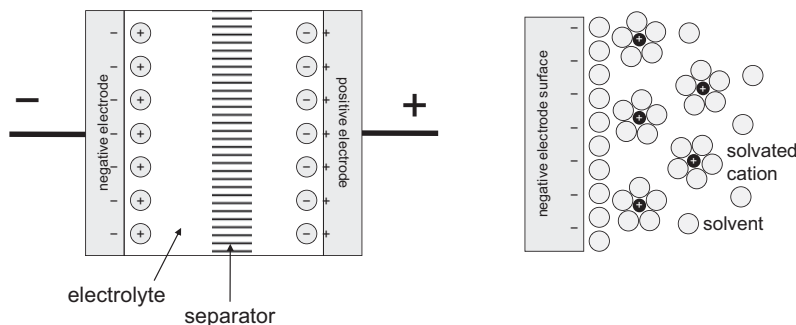 negative electrode
positive electrode
electrolyte
separator
negative electrode surface
solvated
cation
solvent